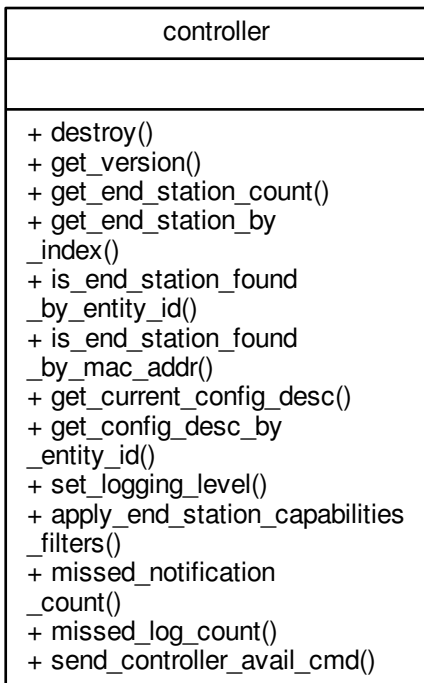 controller
+ destroy()
+ get_version()
+ get_end_station_count()
+ get_end_station_by
_index()
+ is_end_station_found
_by_entity_id()
+ is_end_station_found
_by_mac_addr()
+ get_current_config_desc()
+ get_config_desc_by
_entity_id()
+ set_logging_level()
+ apply_end_station_capabilities
_filters()
+ missed_notification
_count()
+ missed_log_count()
+ send_controller_avail_cmd()